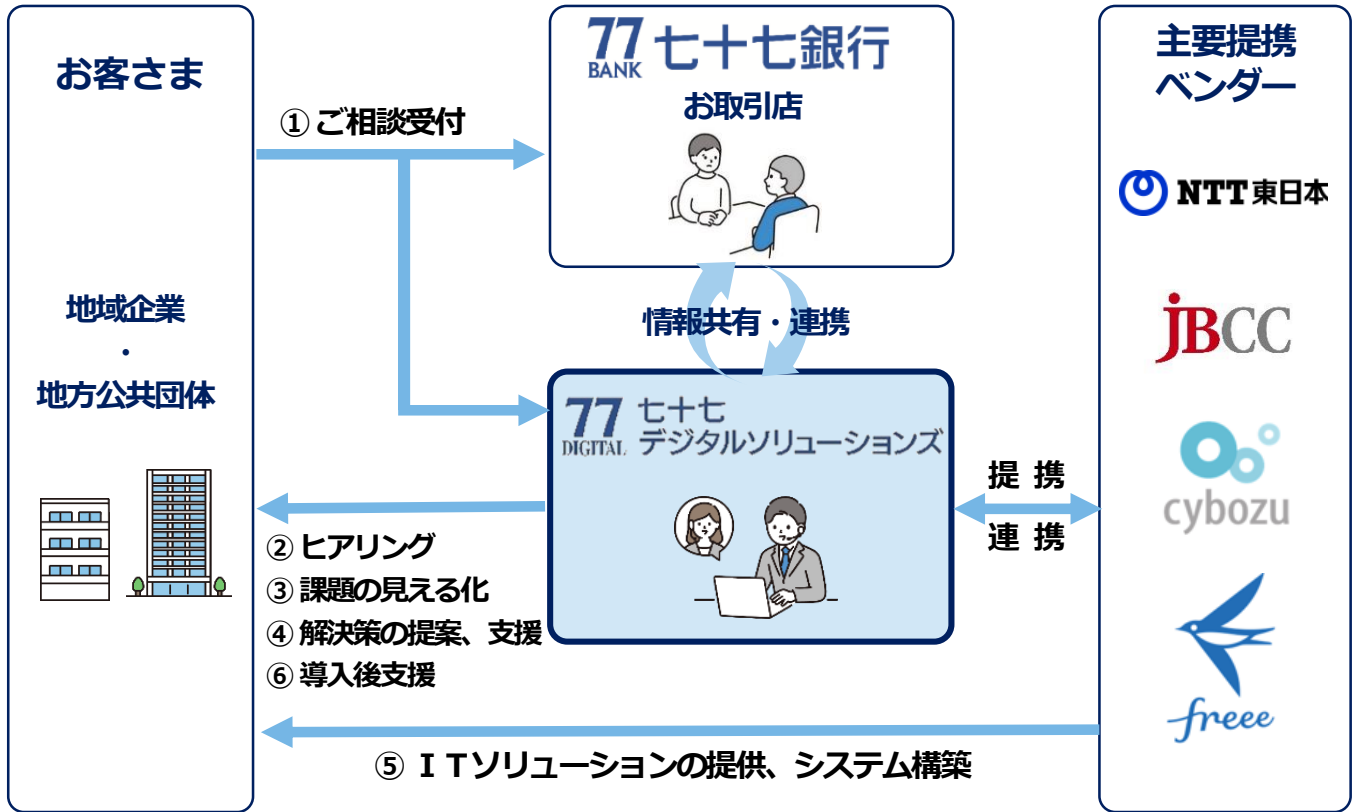 お客さま
地域企業
・
地方公共団体
① ご相談受付
77
BANK
七十七銀行
お取引店
情報共有・連携
77
DIGITAL
七十七
デジタルソリューションズ
② ヒアリング
③ 課題の見える化
④ 解決策の提案、支援
⑥ 導入後支援
提 携
連 携
⑤ ＩＴソリューションの提供、システム構築
主要提携
ベンダー
NTT東日本
JBCC
cybozu
freee